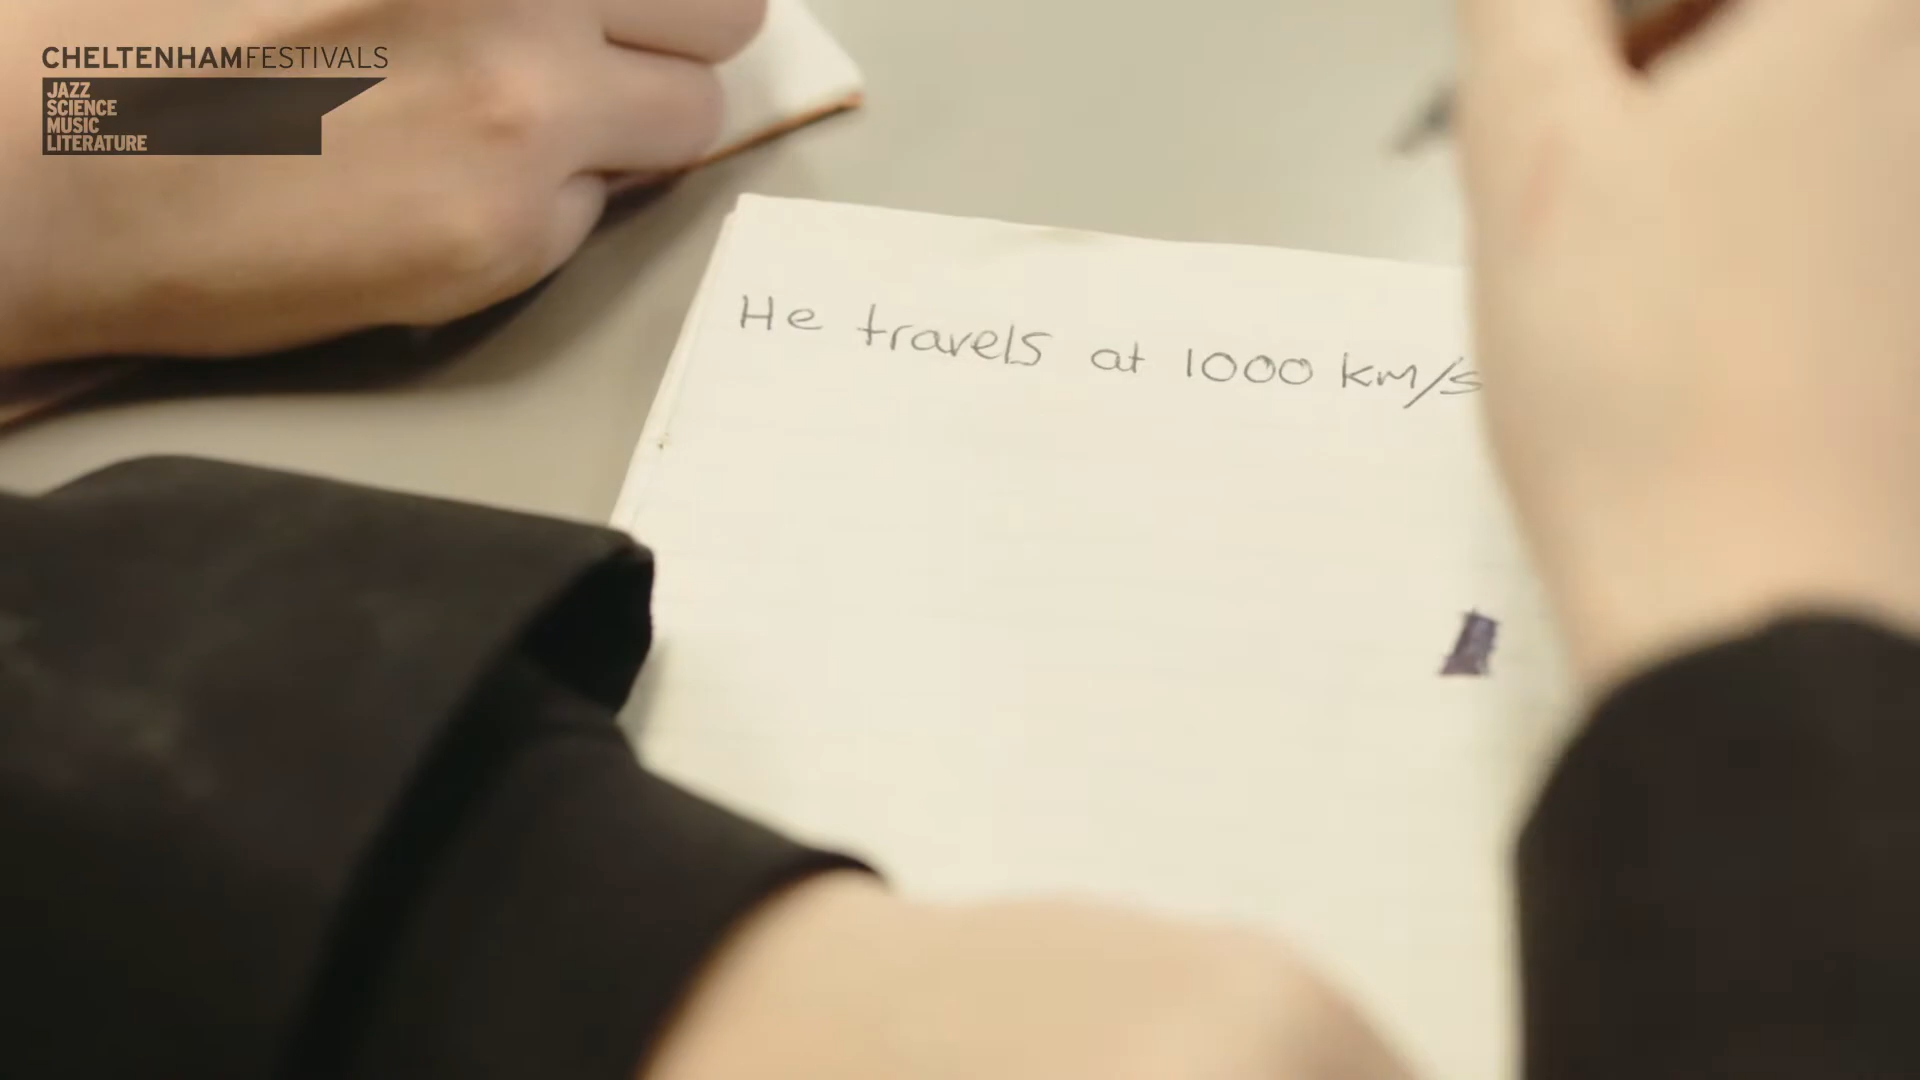 CHELTENHAMFESTIVALS
JAZZ
SCIENCE
MUSIC
LITERATURE
He travels at 1000 km/s